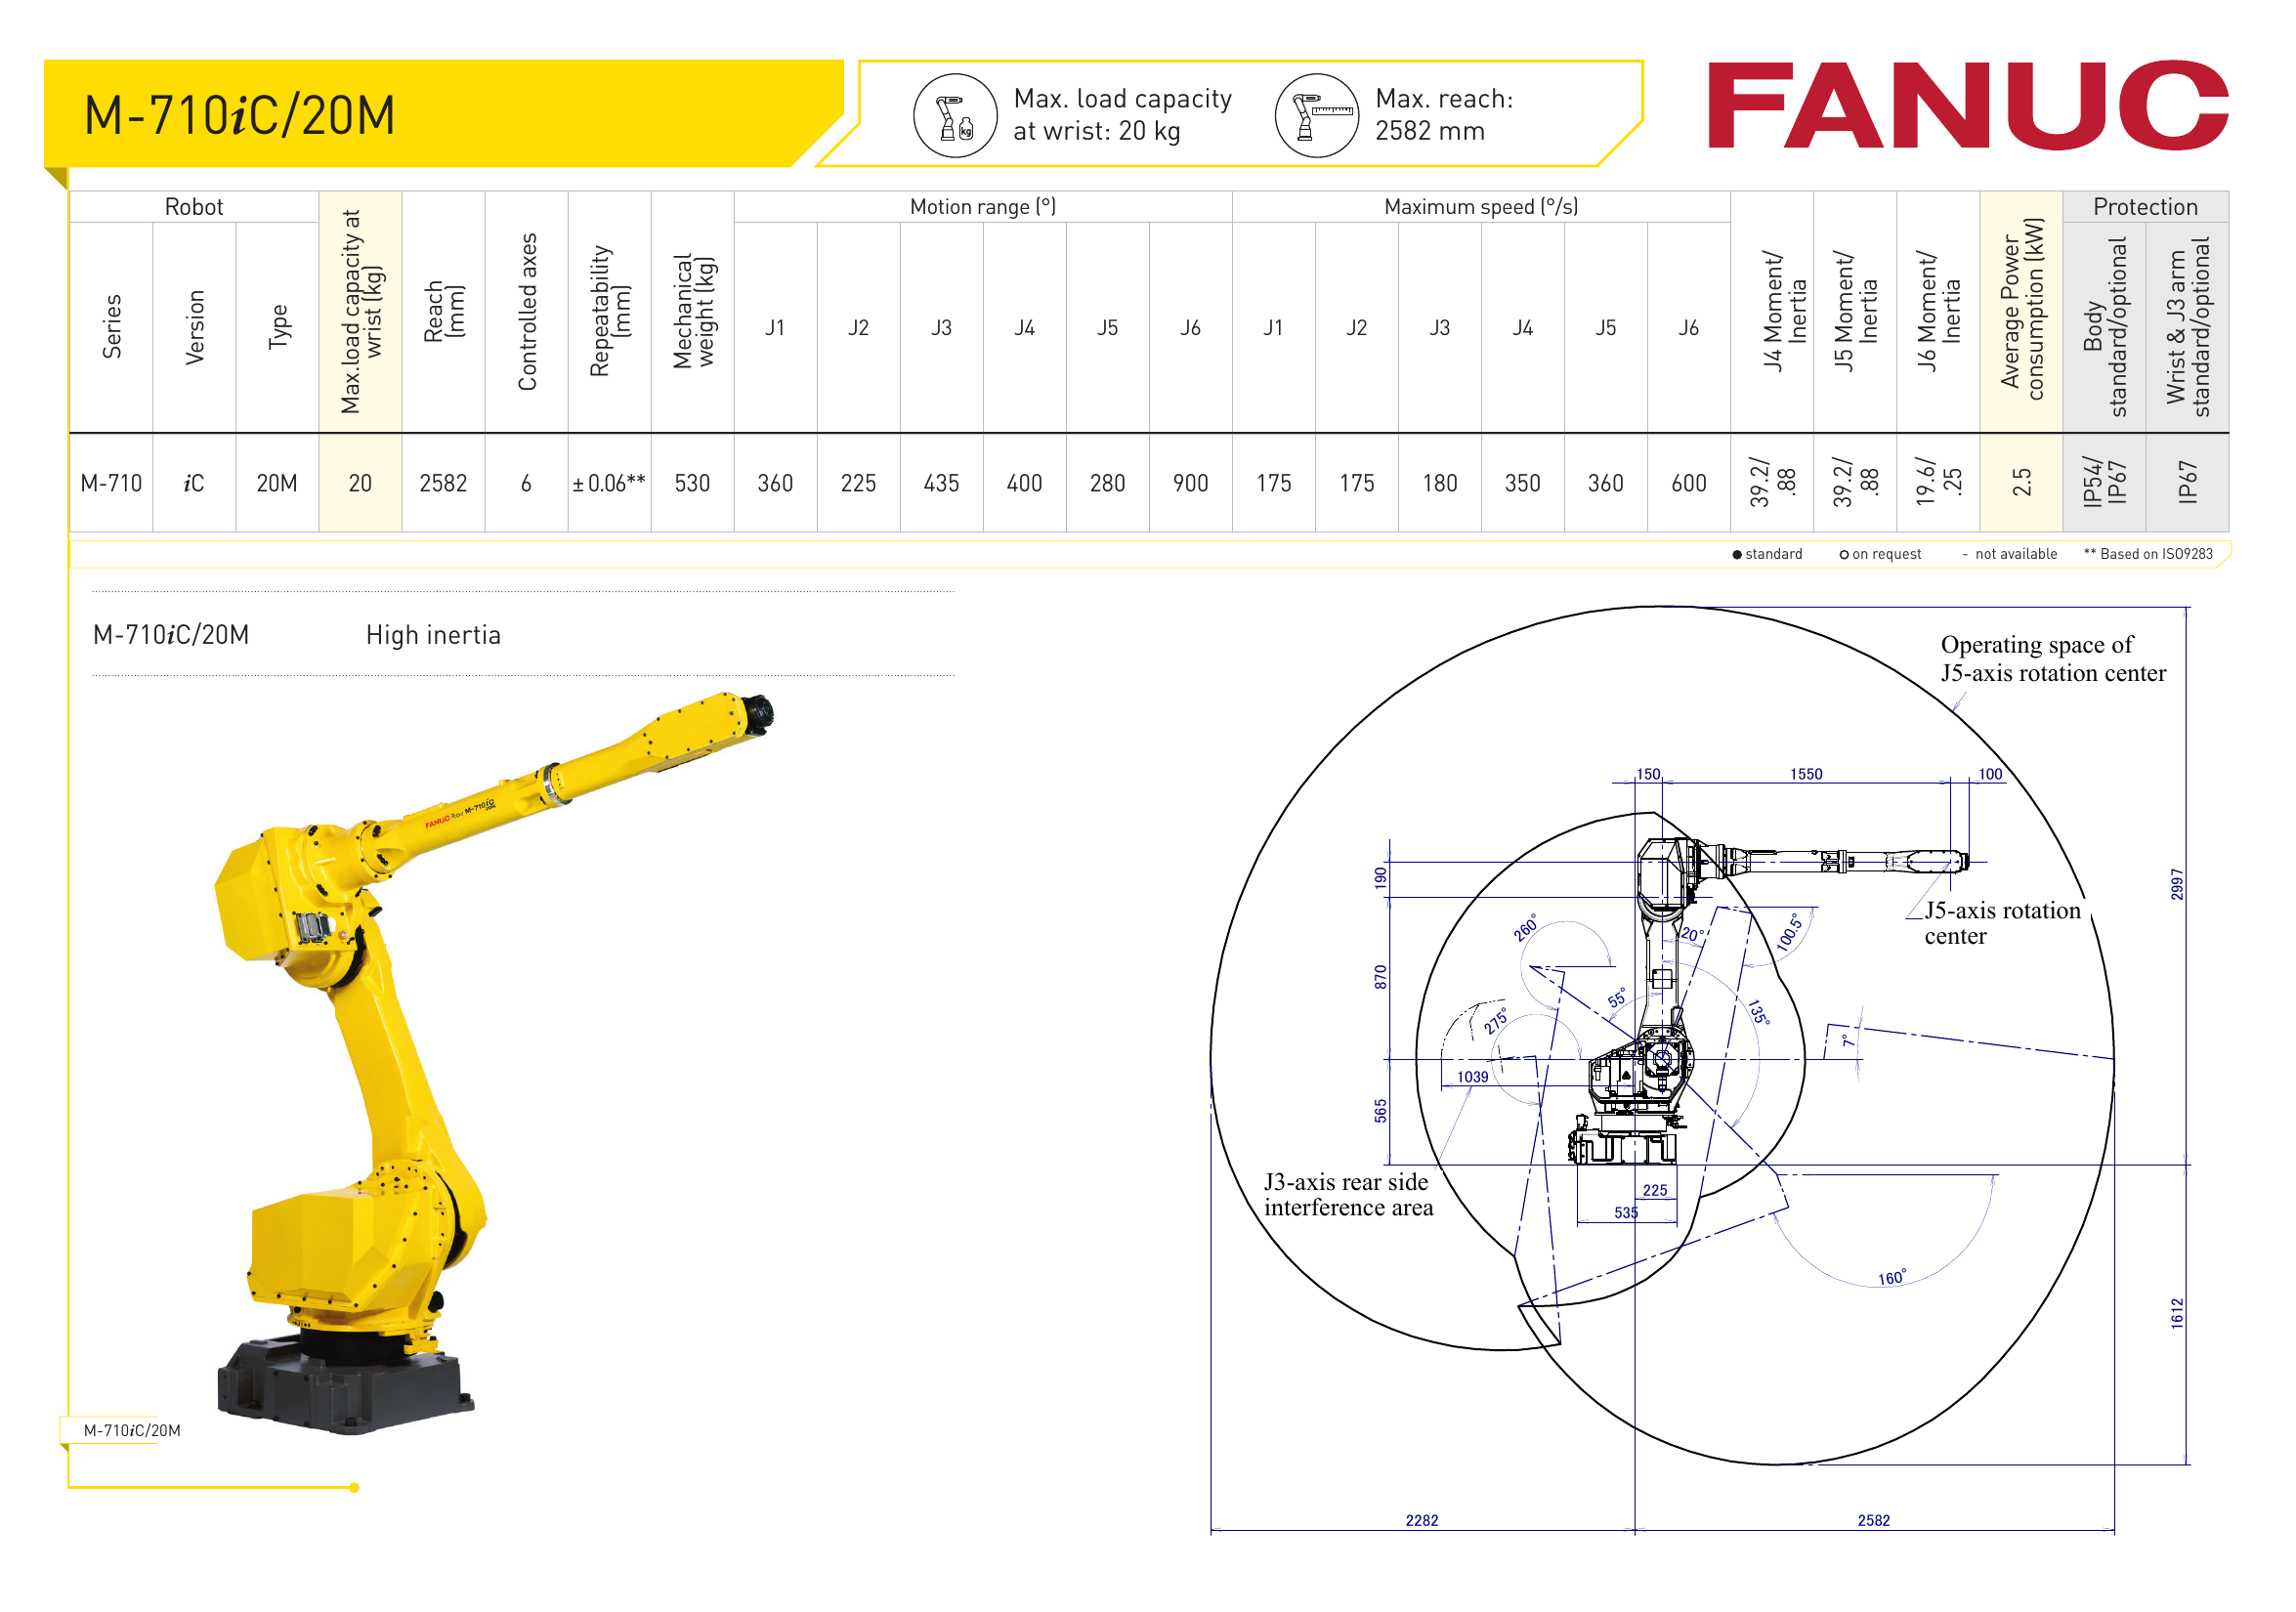 M-710iC/20M
Max. load capacity
at wrist: 20 kg
kg
Max. reach:
2582 mm
FANUC
Robot
Motion range (°)
Maximum speed (°/s)
Protection
Series
Version
Type
Max.load capacity at
wrist (kg)
Reach
(mm)
Controlled axes
Repeatability
(mm)
Mechanical
weight (kg)
J1
J2
J3
J4
J5
J6
J1
J2
J3
J4
J5
J6
J4 Moment/
Inertia
J5 Moment/
Inertia
J6 Moment/
Inertia
Average Power
consumption (kW)
Body
standard/optional
Wrist & J3 arm
standard/optional
M-710
iC
20M
20
2582
6
± 0.06**
530
360
225
435
400
280
900
175
175
180
350
360
600
39.2/
.88
39.2/
.88
19.6/
.25
2.5
IP54/
IP67
IP67
● standard
○ on request
- not available
** Based on ISO9283
M-710iC/20M
High inertia
FANUC Robot M-710iC
Operating space of
J5-axis rotation center
150
1550
100
190
2997
J5-axis rotation
center
260°
20°
100.5°
870
55°
275°
135°
7°
1039
565
J3-axis rear side
interference area
225
535
160°
1612
M-710iC/20M
2282
2582